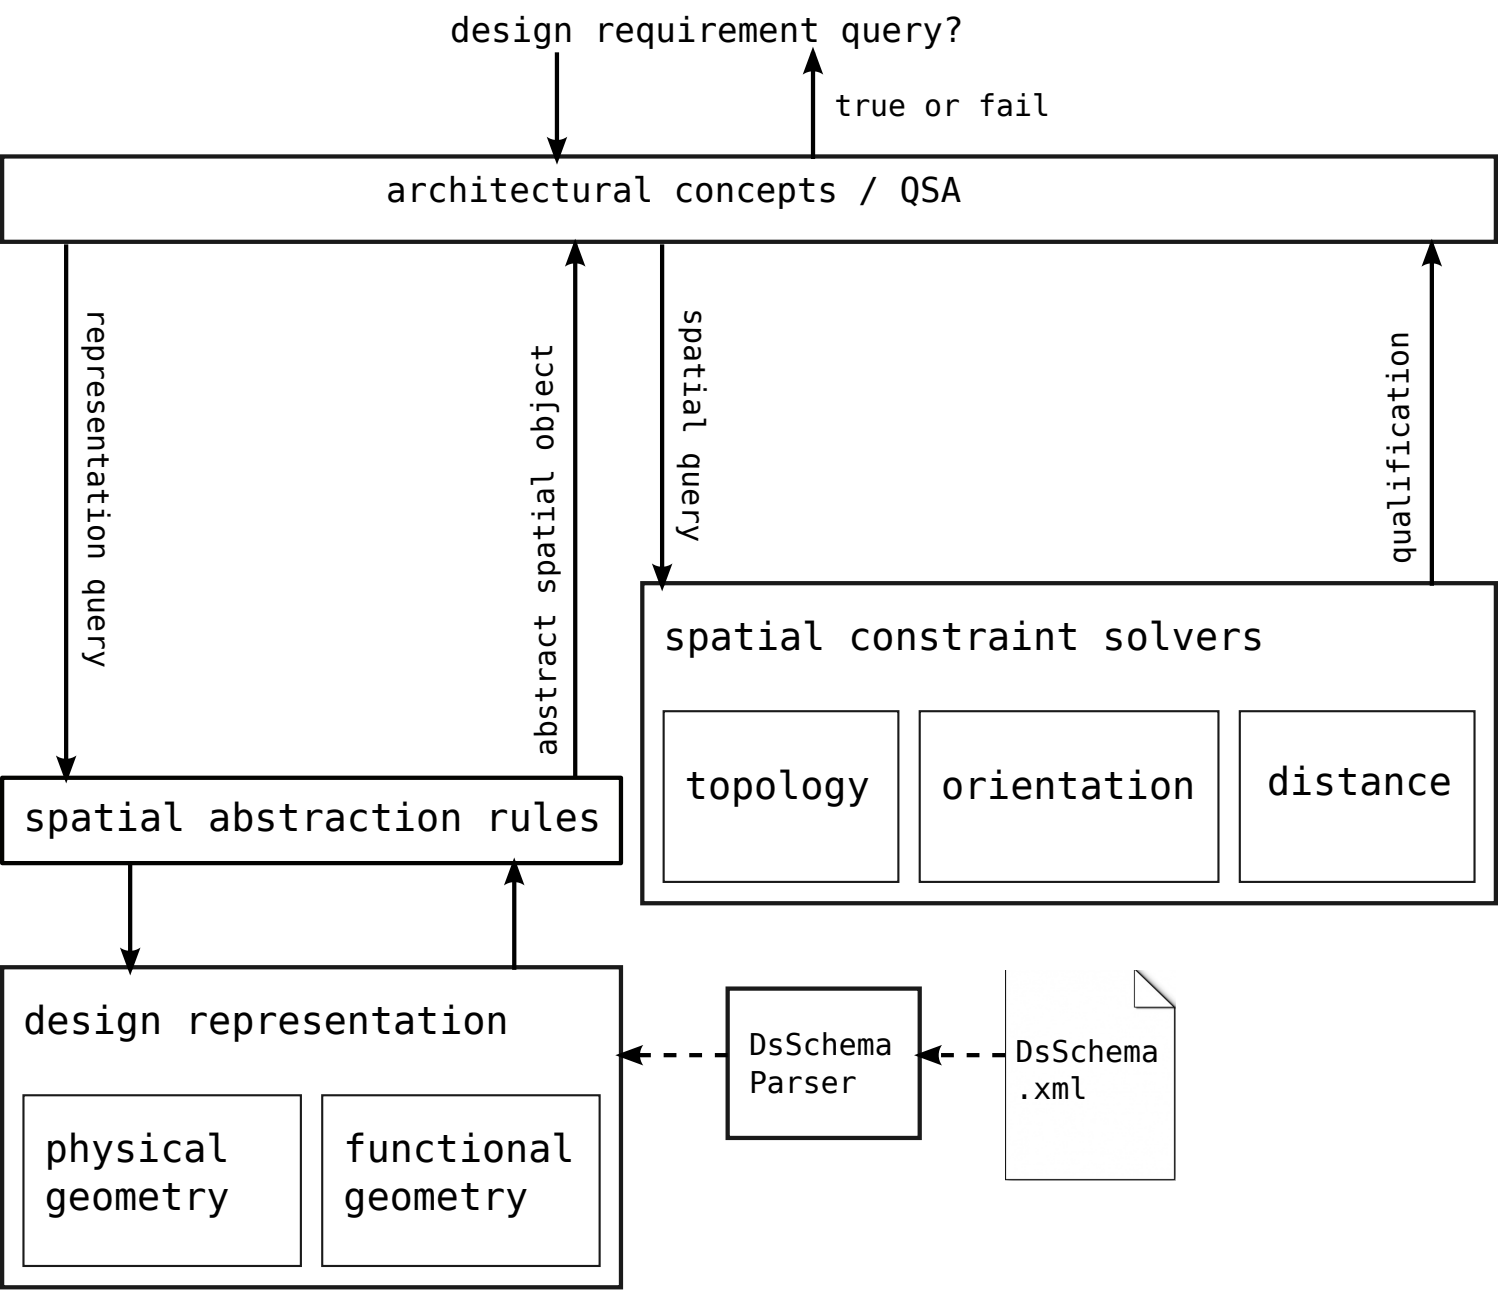 design requirement query?
true or fail
architectural concepts / QSA
representation query
abstract spatial object
spatial query
qualification
spatial constraint solvers
topology
orientation
distance
spatial abstraction rules
design representation
physical
geometry
functional
geometry
DsSchema
Parser
DsSchema
.xml